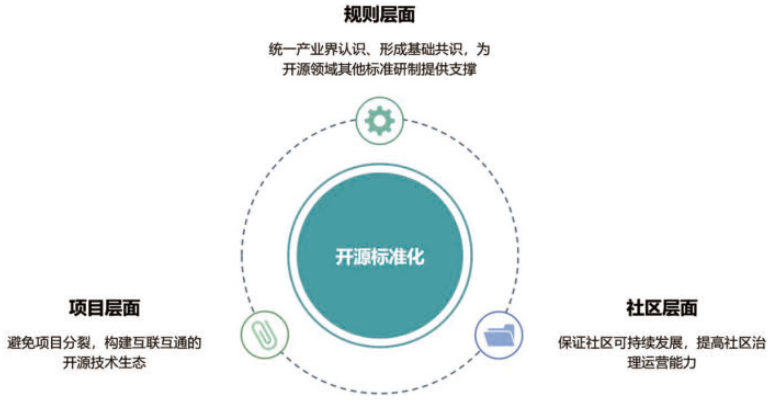 规则层面
统一产业界认识、形成基础共识，为
开源领域其他标准研制提供支撑
开源标准化
项目层面
避免项目分裂，构建互联互通的
开源技术生态
社区层面
保证社区可持续发展，提高社区治
理运营能力